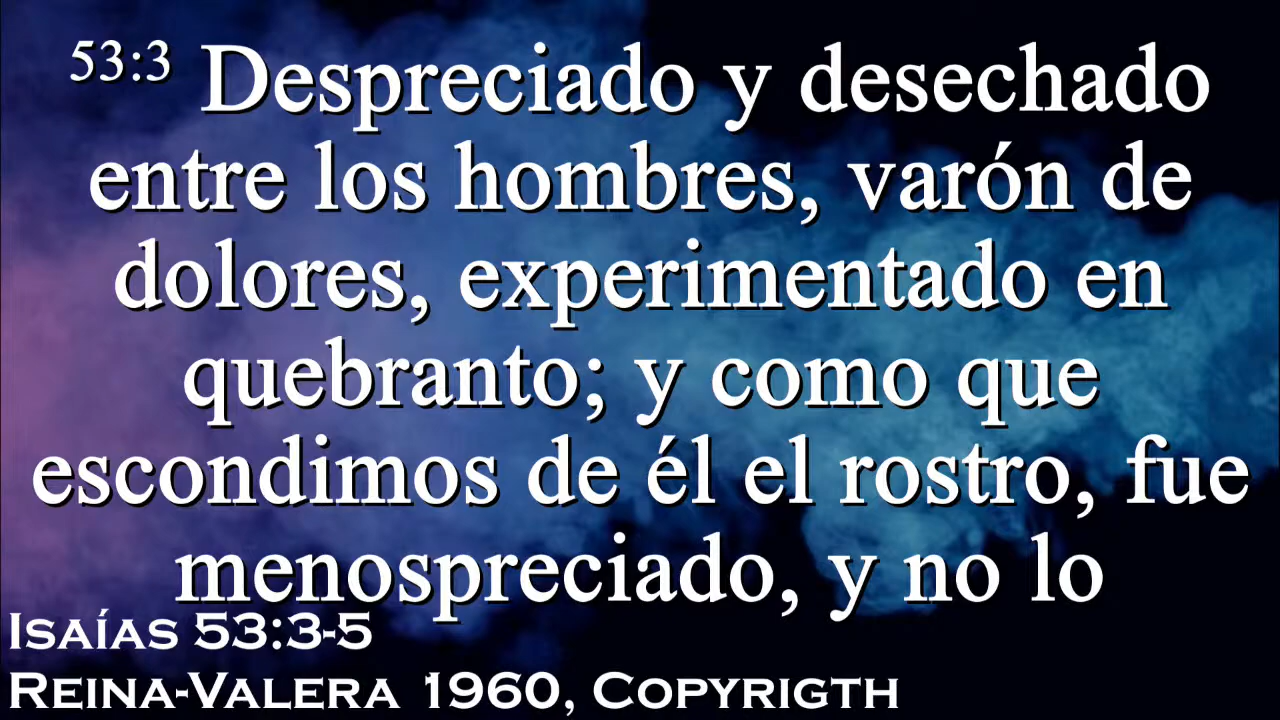 53:3 Despreciado y desechado
entre los hombres, varón de
dolores, experimentado en
quebranto; y como que
escondimos de él el rostro, fue
menospreciado, y no lo
Isaías 53:3-5
Reina-Valera 1960, Copyrigth